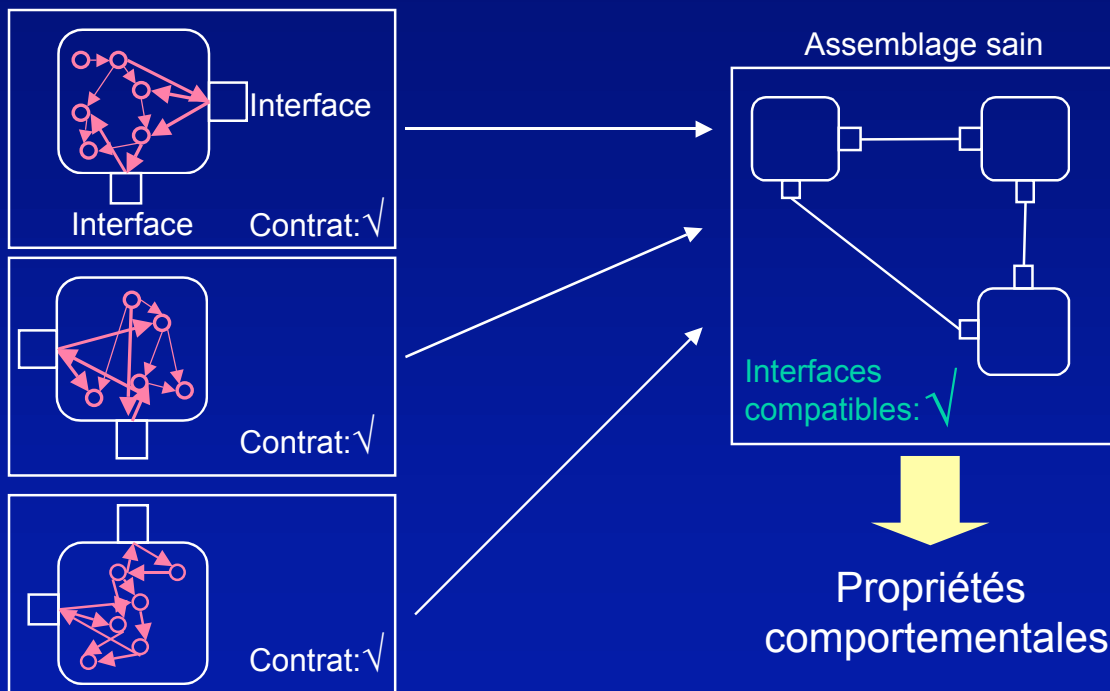 Interface
Interface
Contrat:√
Contrat:√
Contrat:√
Assemblage sain
Interfaces
compatibles:√
Propriétés
comportementales